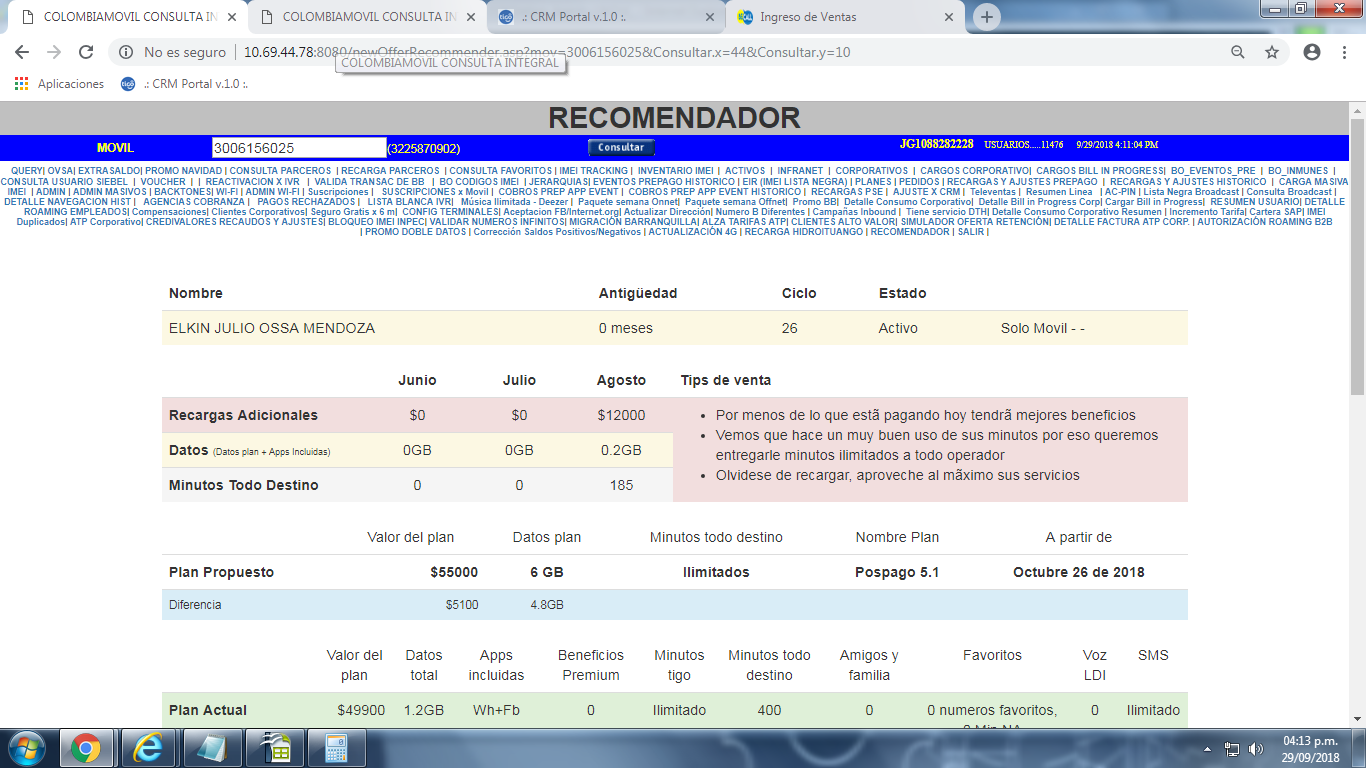 COLOMBIAMOVIL CONSULTA IN
COLOMBIAMOVIL CONSULTA IN
.: CRM Portal v.1.0 :.
Ingreso de Ventas
No es seguro
10.69.44.78:8080/newOfferRecommender.asp?mov=3006156025&Consultar.x=44&Consultar.y=10
COLOMBIAMOVIL CONSULTA INTEGRAL
Aplicaciones
tigo
.: CRM Portal v.1.0 :.
RECOMENDADOR
MOVIL
3006156025
(3225870902)
Consultar
JG1088282228
USUARIOS.....11476
9/29/2018 4:11:04 PM
QUERY| OVSA| EXTRASALDO| PROMO NAVIDAD | CONSULTA PARCEROS | RECARGA PARCEROS | CONSULTA FAVORITOS | IMEI TRACKING | INVENTARIO IMEI | ACTIVOS | INFRANET | CORPORATIVOS | CARGOS CORPORATIVO| CARGOS BILL IN PROGRESS| BO_EVENTOS_PRE | BO_INMUNES |
CONSULTA USUARIO SIEBEL | VOUCHER | | REACTIVACION X IVR | VALIDA TRANSAC DE BB | BO CODIGOS IMEI |JERARQUIAS| EVENTOS PREPAGO HISTORICO | EIR (IMEI LISTA NEGRA) | PLANES | PEDIDOS | RECARGAS Y AJUSTES PREPAGO | RECARGAS Y AJUSTES HISTORICO | CARGA MASIVA
IMEI | ADMIN | ADMIN MASIVOS | BACKTONES| WI-FI | ADMIN WI-FI | Suscripciones | SUSCRIPCIONES x Movil | COBROS PREP APP EVENT | COBROS PREP APP EVENT HISTORICO | RECARGAS PSE | AJUSTE X CRM | Televentas | Resumen Linea | AC-PIN | Lista Negra Broadcast | Consulta Broadcast |
DETALLE NAVEGACION HIST | AGENCIAS COBRANZA | PAGOS RECHAZADOS | LISTA BLANCA IVR| Música Ilimitada - Deezer | Paquete semana Onnet| Paquete semana Offnet| Promo BB| Detalle Consumo Corporativo| Detalle Bill in Progress Corp| Cargar Bill in Progress| RESUMEN USUARIO| DETALLE
ROAMING EMPLEADOS| Compensaciones| Clientes Corporativos| Seguro Gratis x 6 m| CONFIG TERMINALES| Aceptacion FB/Internet.org| Actualizar Dirección| Numero B Diferentes | Campañas Inbound | Tiene servicio DTH| Detalle Consumo Corporativo Resumen | Incremento Tarifa| Cartera SAP| IMEI
Duplicados| ATP Corporativo| CREDIVALORES RECAUDOS Y AJUSTES| BLOQUEO IMEI INPEC| VALIDAR NUMEROS INFINITOS| MIGRACIÓN BARRANQUILLA| ALZA TARIFAS ATP| CLIENTES ALTO VALOR| SIMULADOR OFERTA RETENCIÓN| DETALLE FACTURA ATP CORP. | AUTORIZACIÓN ROAMING B2B
| PROMO DOBLE DATOS | Corrección Saldos Positivos/Negativos | ACTUALIZACIÓN 4G | RECARGA HIDROITUANGO | RECOMENDADOR | SALIR |
Nombre Antigüedad Ciclo Estado
ELKIN JULIO OSSA MENDOZA 0 meses 26 Activo Solo Movil - -
Junio Julio Agosto Tips de venta
Recargas Adicionales $0 $0 $12000
Datos (Datos plan + Apps Incluidas) 0GB 0GB 0.2GB
Minutos Todo Destino 0 0 185
• Por menos de lo que estã pagando hoy tendrã mejores beneficios
• Vemos que hace un muy buen uso de sus minutos por eso queremos
entregarle minutos ilimitados a todo operador
• Olvidese de recargar, aproveche al mãximo sus servicios
Valor del plan Datos plan Minutos todo destino Nombre Plan A partir de
Plan Propuesto $55000 6 GB Ilimitados Pospago 5.1 Octubre 26 de 2018
Diferencia $5100 4.8GB
Valor del plan Datos total Apps incluidas Beneficios Premium Minutos tigo Minutos todo destino Amigos y familia Favoritos Voz LDI SMS
Plan Actual $49900 1.2GB Wh+Fb 0 Ilimitado 400 0 0 numeros favoritos, 0 Ilimitado
04:13 p.m.
29/09/2018